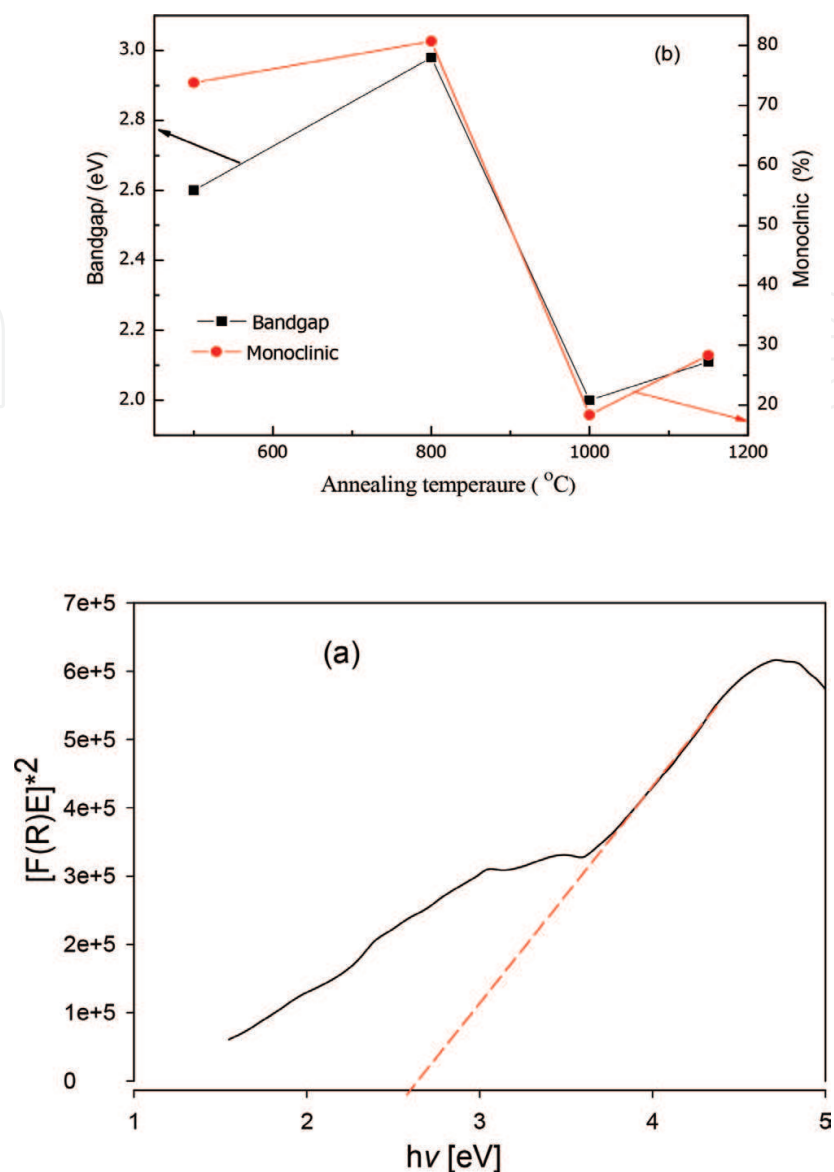 (b)
3.0
2.8
2.6
2.4
2.2
2.0
Bandgap/ (eV)
80
70
60
50
40
30
20
Monoclnic (%)
Bandgap
Monoclinic
600 800 1000 1200
Annealing temperaure ( °C)
(a)
7e+5
6e+5
5e+5
4e+5
3e+5
2e+5
1e+5
0
[F(R)E]*2
1 2 3 4 5
hν [eV]